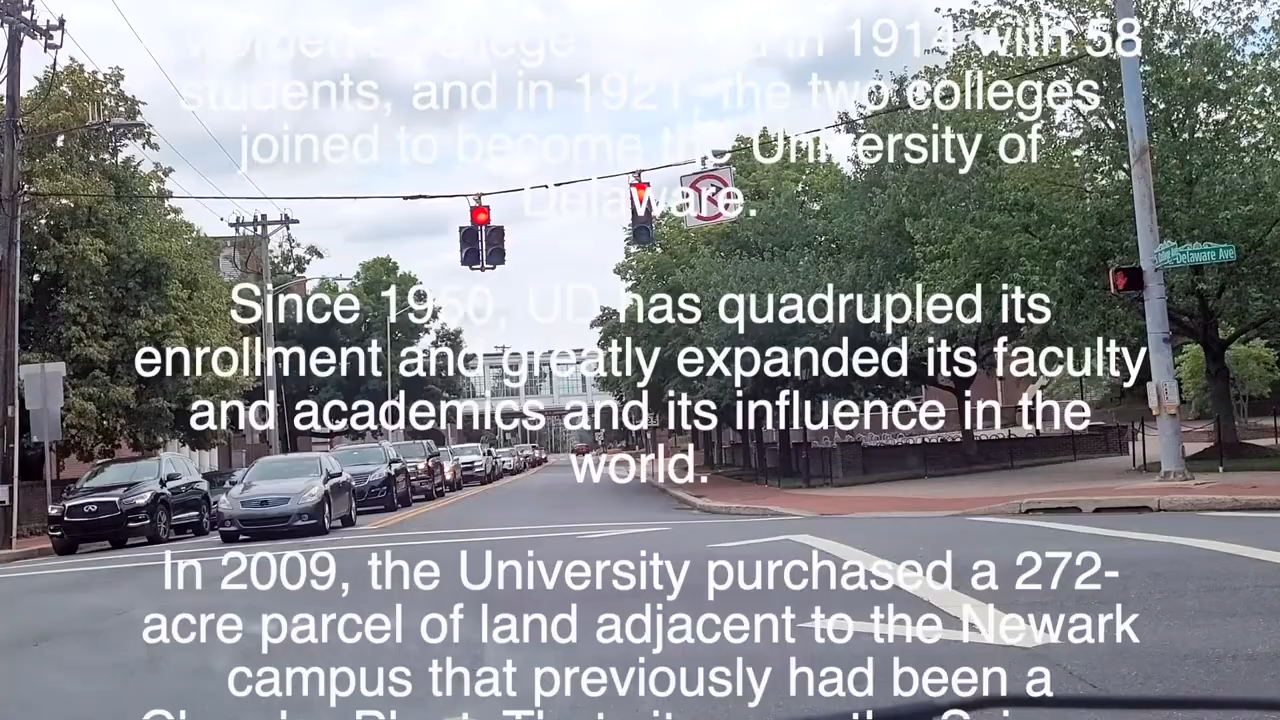 women's college opened in 1914 with 58
students, and in 1921, the two colleges
joined to become the University of
Delaware.
Since 1950, UD has quadrupled its
enrollment and greatly expanded its faculty
and academics and its influence in the
world.
In 2009, the University purchased a 272-
acre parcel of land adjacent to the Newark
campus that previously had been a
Delaware Ave